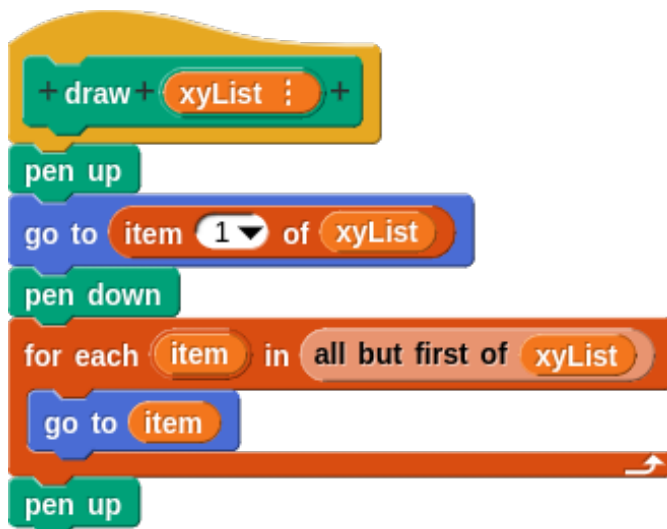 + draw + xyList ⋮ +
pen up
go to item 1 of xyList
pen down
for each item in all but first of xyList
go to item
pen up